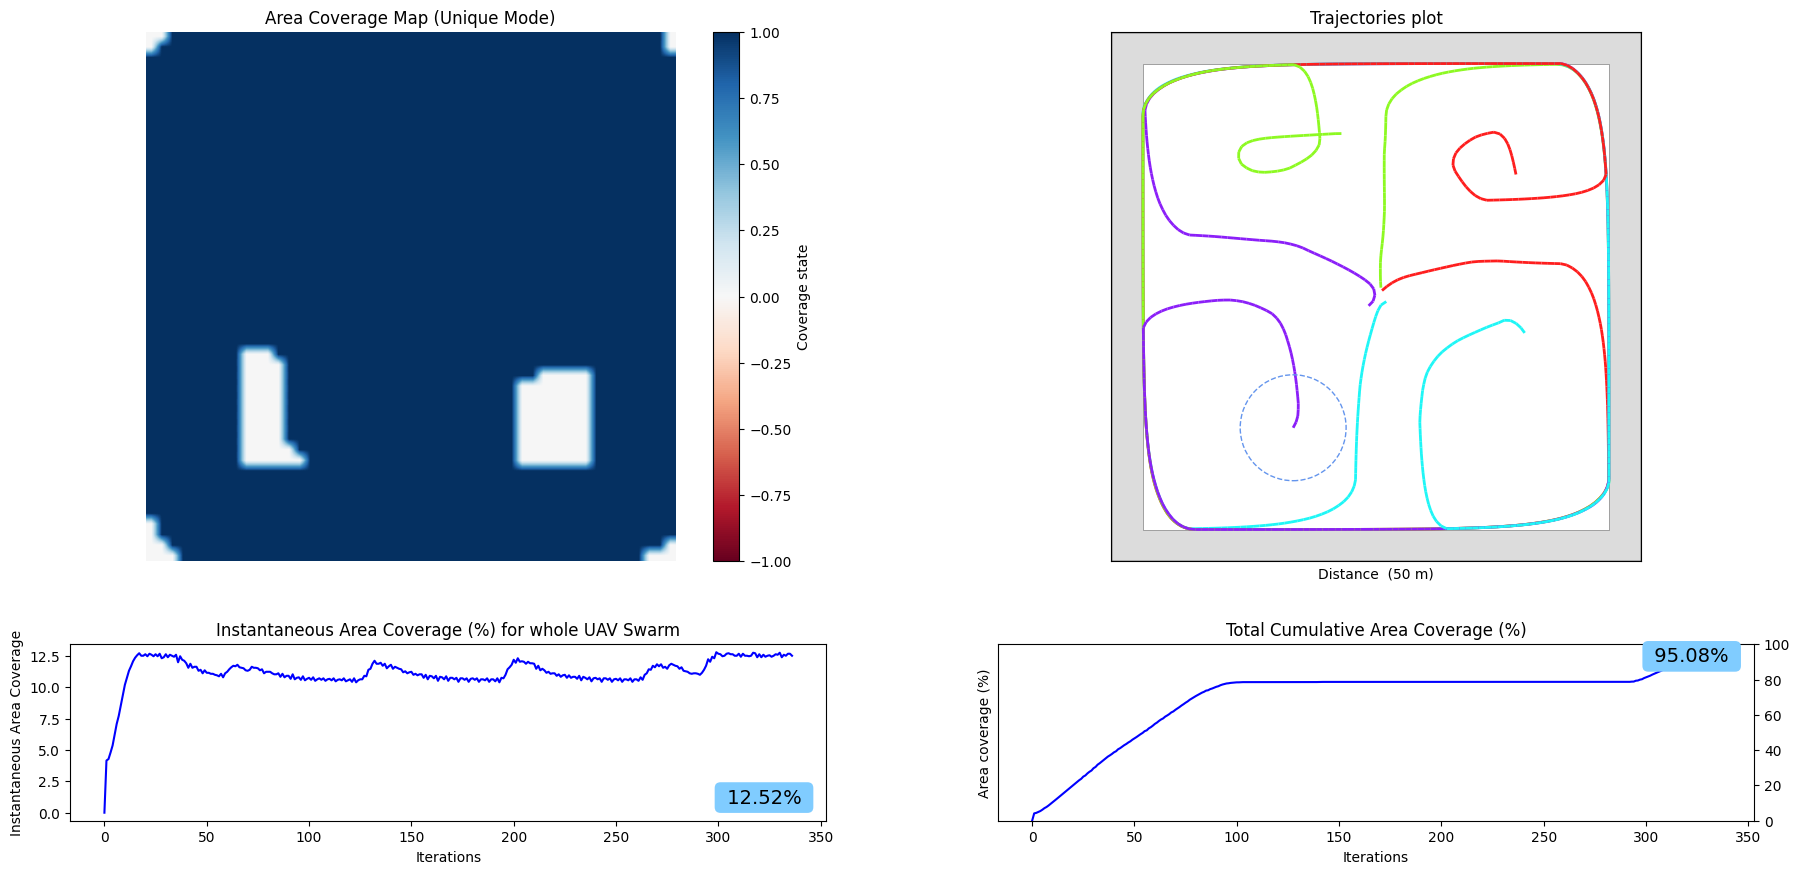 Area Coverage Map (Unique Mode)
1.00
0.75
0.50
0.25
0.00
−0.25
−0.50
−0.75
−1.00
Coverage state
Trajectories plot
Distance  (50 m)
Instantaneous Area Coverage (%) for whole UAV Swarm
Instantaneous Area Coverage
12.5
10.0
7.5
5.0
2.5
0.0
12.52%
0 50 100 150 200 250 300 350
Iterations
Total Cumulative Area Coverage (%)
Area coverage (%)
95.08%
100
80
60
40
20
0
0 50 100 150 200 250 300 350
Iterations